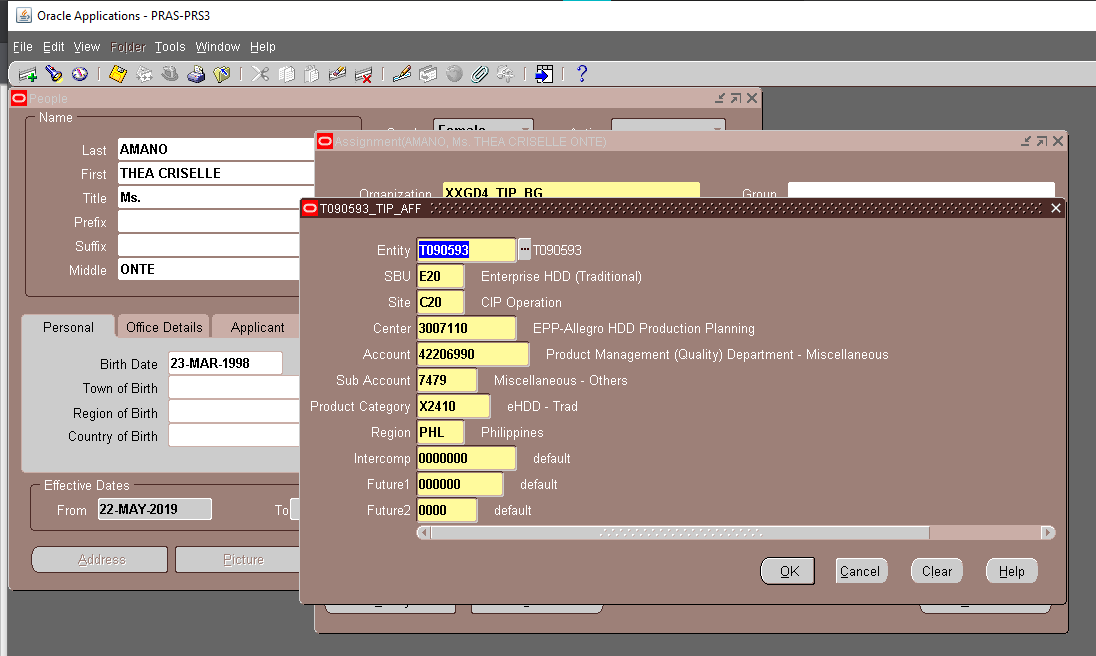 Oracle Applications - PRAS-PRS3
File Edit View Folder Tools Window Help
People
Name
Last AMANO
First THEA CRISELLE
Title Ms.
Prefix
Suffix
Middle ONTE
Female
Personal Office Details Applicant
Birth Date 23-MAR-1998
Town of Birth
Region of Birth
Country of Birth
Effective Dates
From 22-MAY-2019 To
Address Picture
Assignment(AMANO, Ms. THEA CRISELLE ONTE)
Organization XXGD4_TIP_BG Group
T090593_TIP_AFF
Entity T090593 ... T090593
SBU E20 Enterprise HDD (Traditional)
Site C20 CIP Operation
Center 3007110 EPP-Allegro HDD Production Planning
Account 42206990 Product Management (Quality) Department - Miscellaneous
Sub Account 7479 Miscellaneous - Others
Product Category X2410 eHDD - Trad
Region PHL Philippines
Intercomp 0000000 default
Future1 000000 default
Future2 0000 default
OK Cancel Clear Help